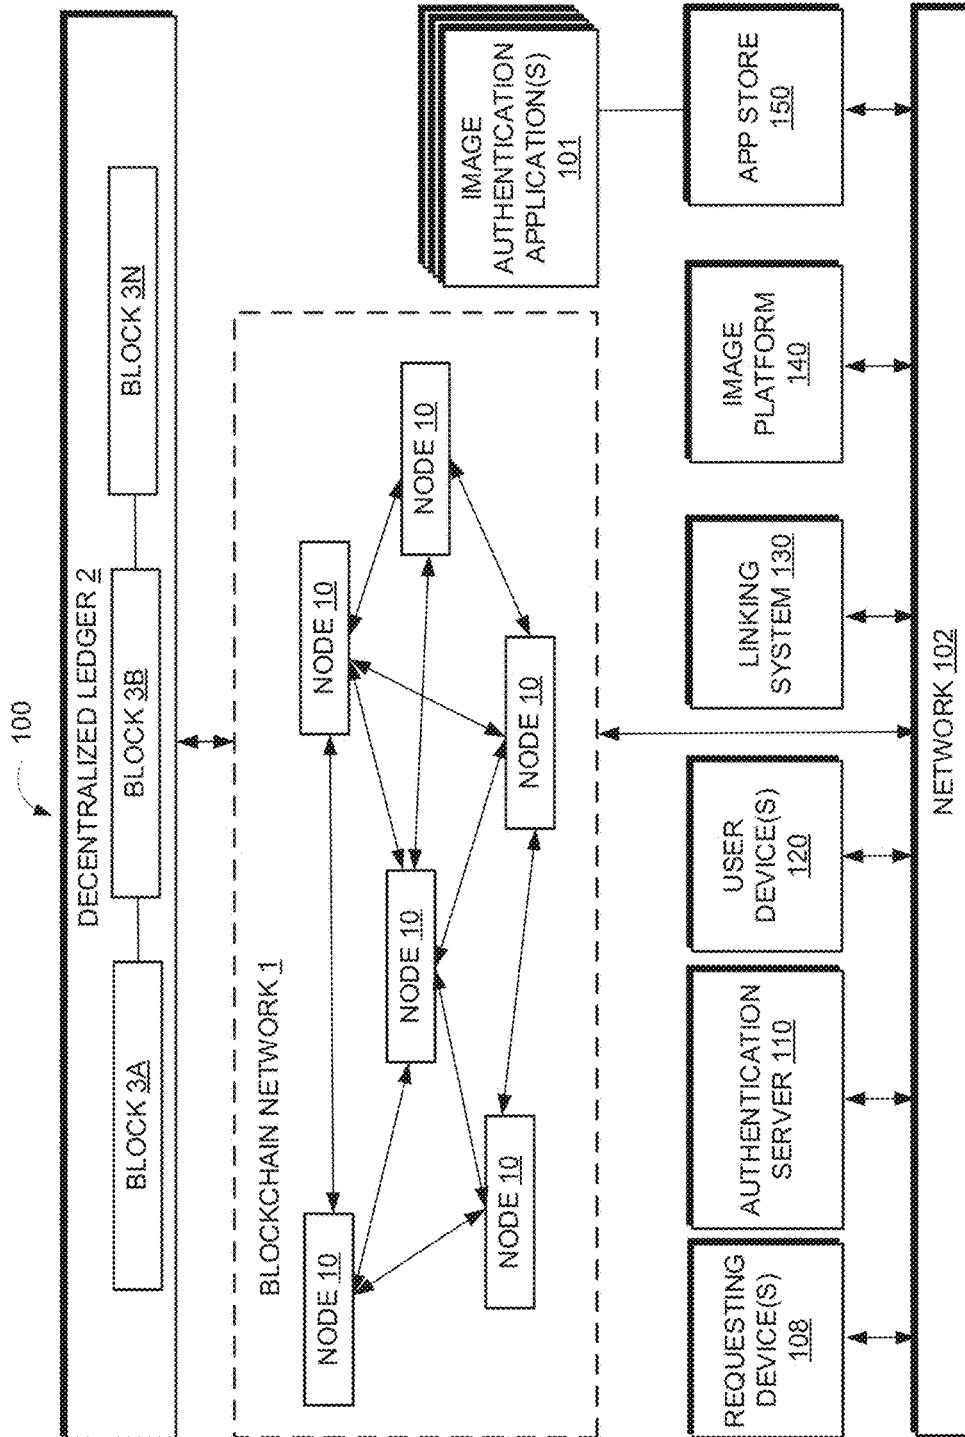 100
DECENTRALIZED LEDGER 2
BLOCK 3A
BLOCK 3B
BLOCK 3N
BLOCKCHAIN NETWORK 1
NODE 10
NODE 10
NODE 10
NODE 10
NODE 10
NODE 10
IMAGE
AUTHENTICATION
APPLICATION(S)
101
REQUESTING
DEVICE(S)
108
AUTHENTICATION
SERVER 110
USER
DEVICE(S)
120
LINKING
SYSTEM 130
IMAGE
PLATFORM
140
APP STORE
150
NETWORK 102